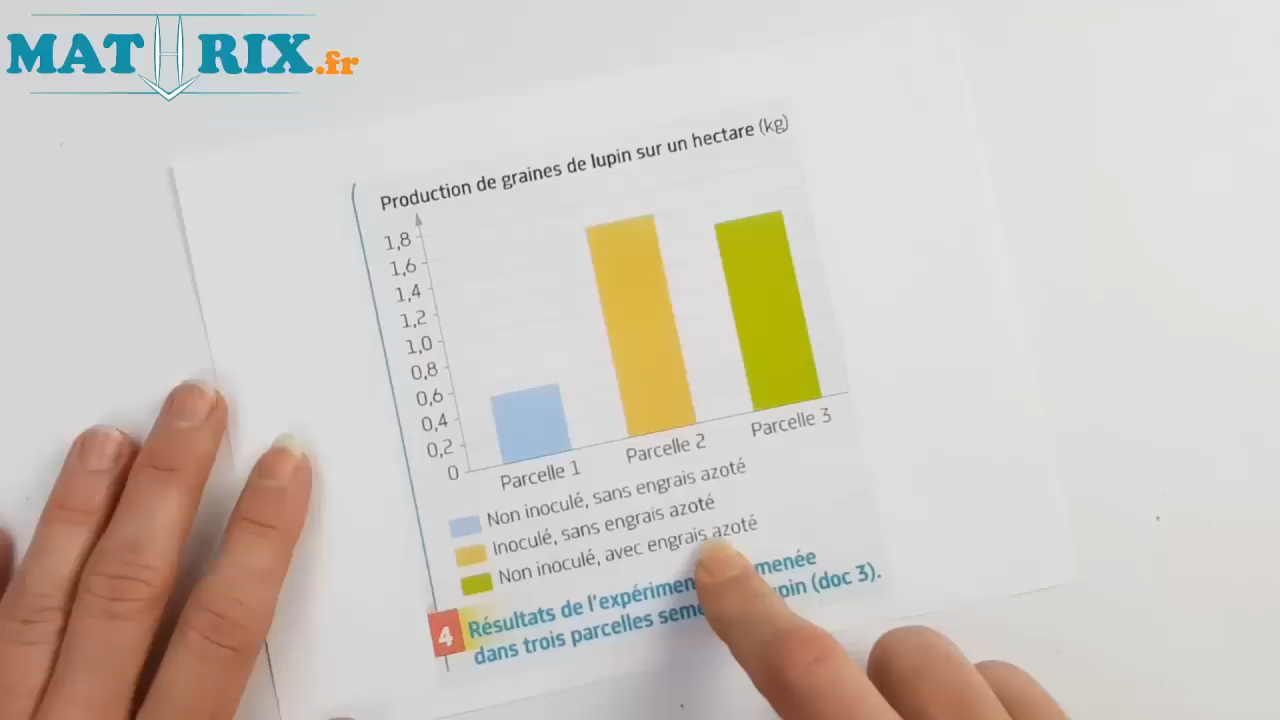 MATHRIX.fr
Production de graines de lupin sur un hectare (kg)
1,8
1,6
1,4
1,2
1,0
0,8
0,6
0,4
0,2
0
Parcelle 1
Parcelle 2
Parcelle 3
Non inoculé, sans engrais azoté
Inoculé, sans engrais azoté
Non inoculé, avec engrais azoté
4
Résultats de l'expérimen menée
dans trois parcelles (doc 3).